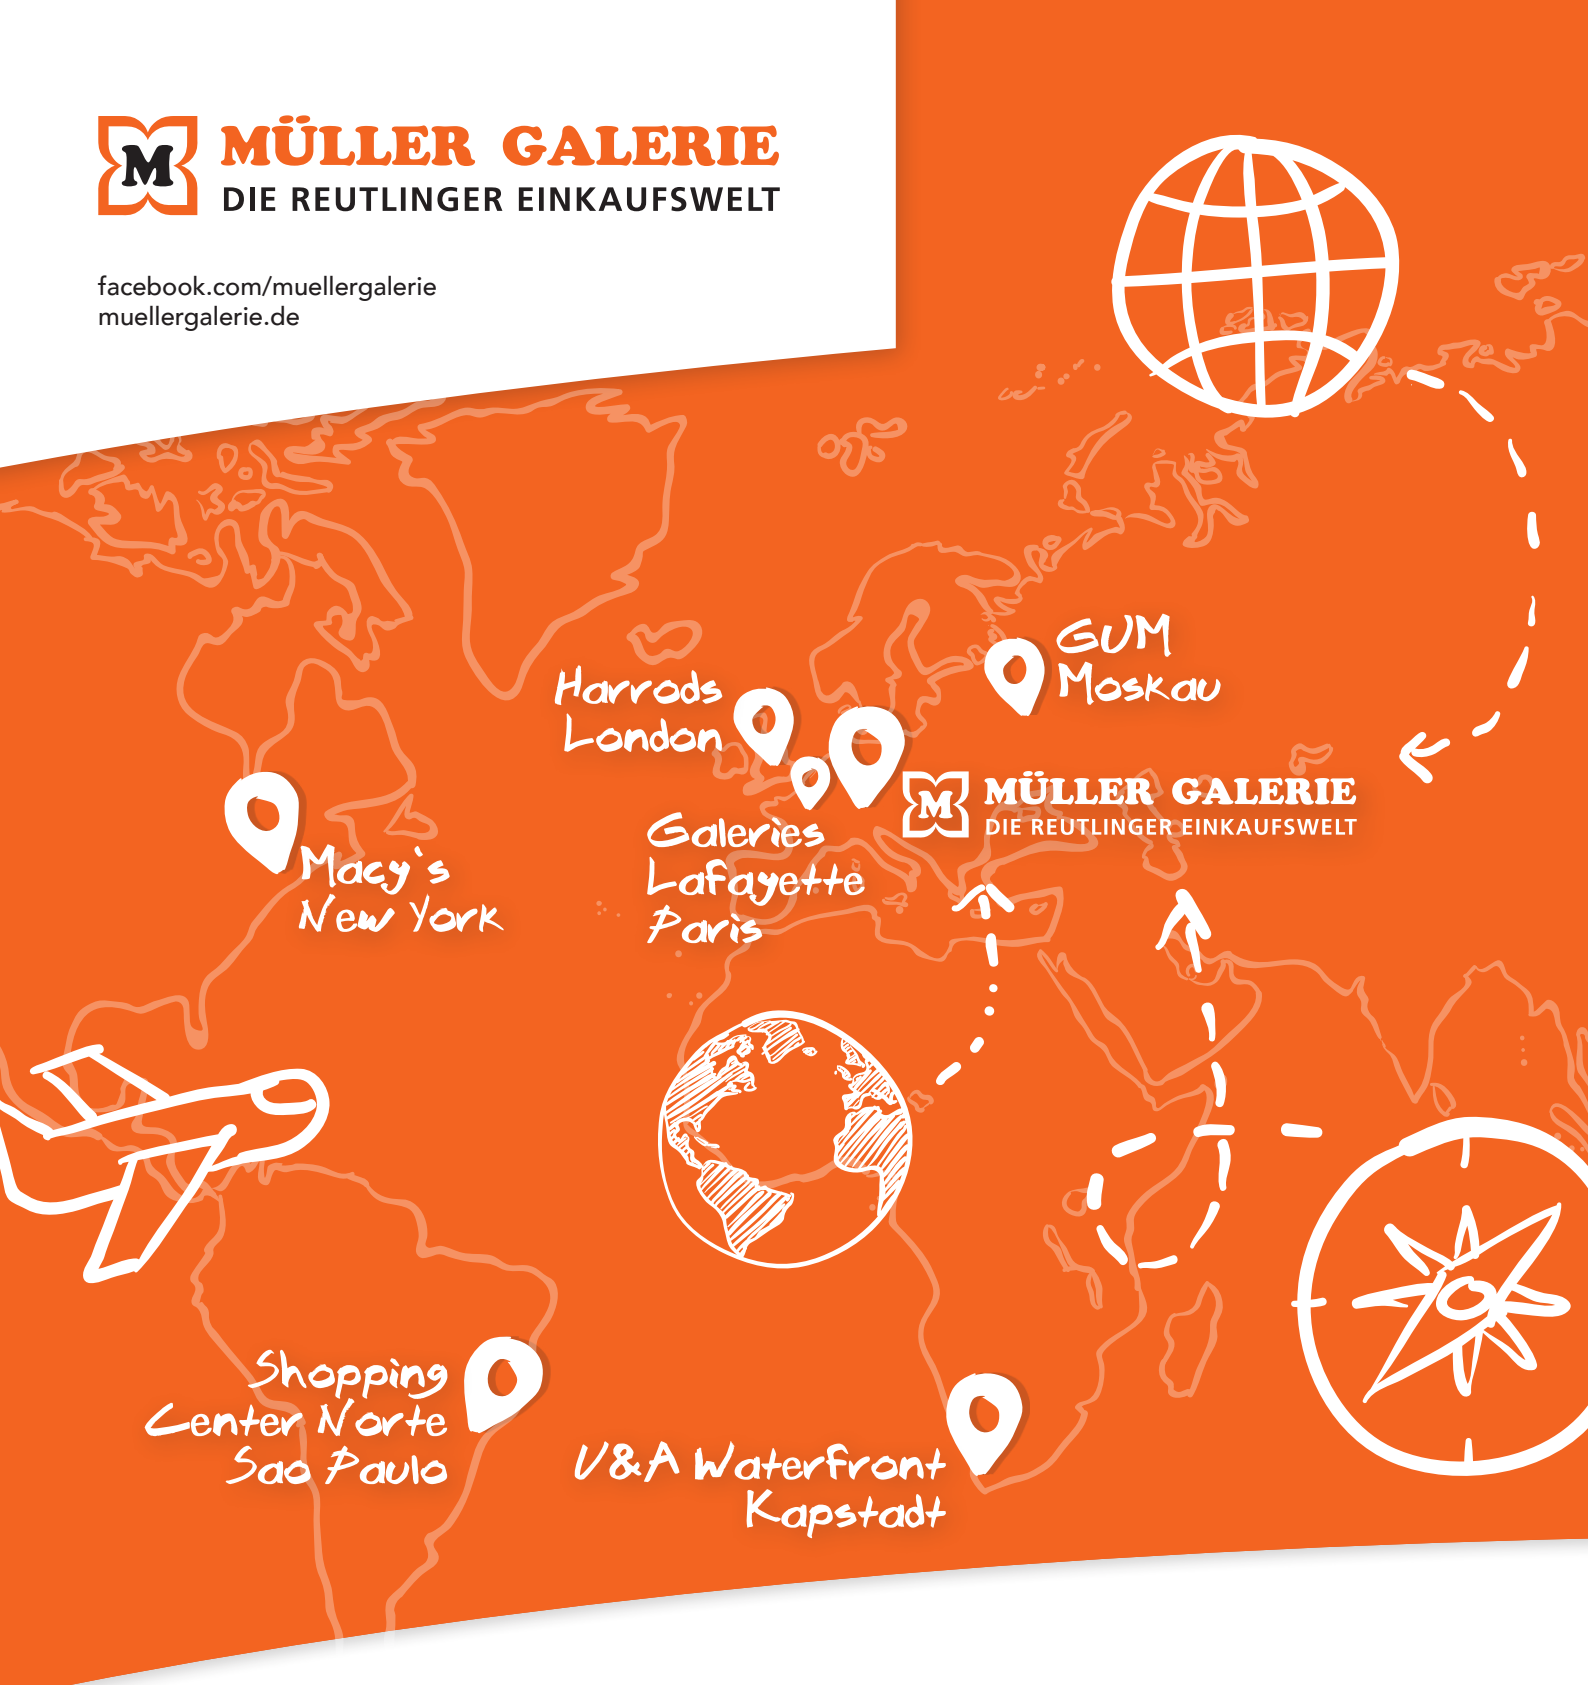 M
MÜLLER GALERIE
DIE REUTLINGER EINKAUFSWELT
facebook.com/muellergalerie
muellergalerie.de
GUM
Moskau
Harrods
London
M
MÜLLER GALERIE
DIE REUTLINGER EINKAUFSWELT
Galeries
Lafayette
Paris
Macy's
New York
Shopping
Center Norte
Sao Paulo
V&A Waterfront
Kapstadt